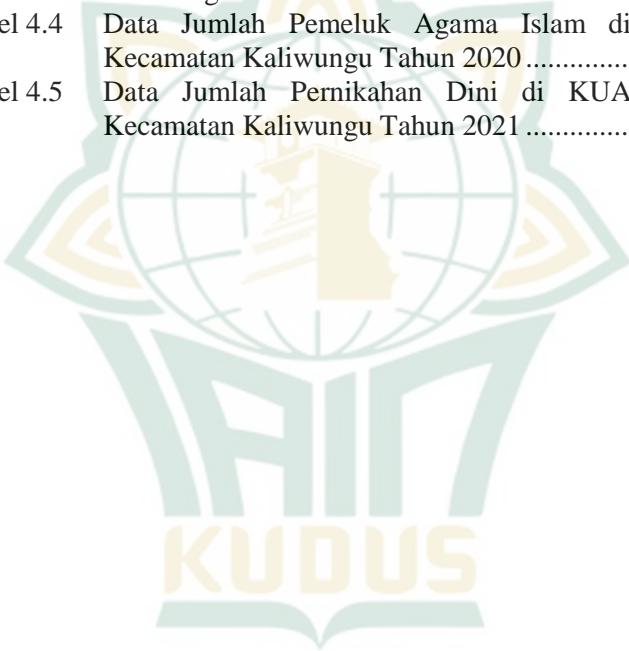 el 4.4 Data Jumlah Pemeluk Agama Islam di
Kecamatan Kaliwungu Tahun 2020 ..............
el 4.5 Data Jumlah Pernikahan Dini di KUA
Kecamatan Kaliwungu Tahun 2021 ..............
IAIN
KUDUS